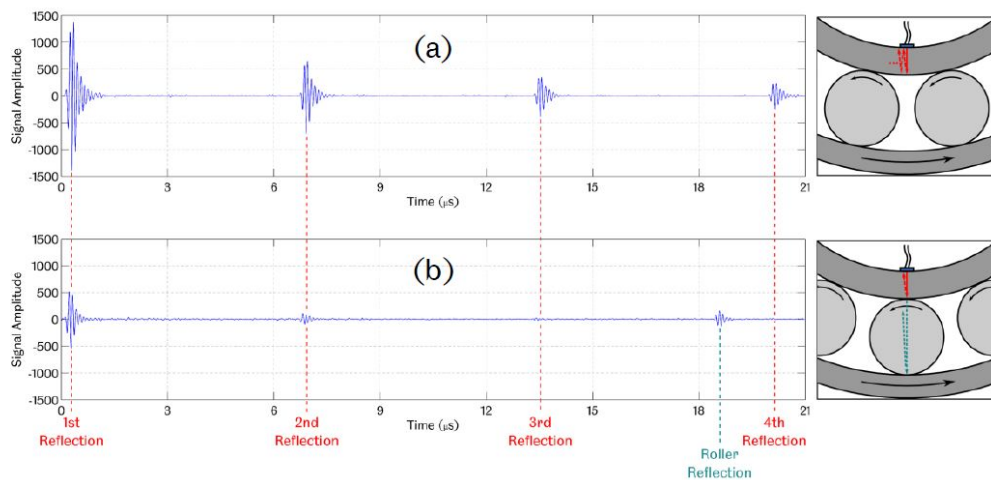 (a)
Signal Amplitude
1500
1000
500
0
-500
-1000
-1500
0 3 6 9 12 15 18 21
Time (μs)
(b)
Signal Amplitude
1500
1000
500
0
-500
-1000
-1500
0 3 6 9 12 15 18 21
Time (μs)
1st
Reflection
2nd
Reflection
3rd
Reflection
4th
Reflection
Roller
Reflection